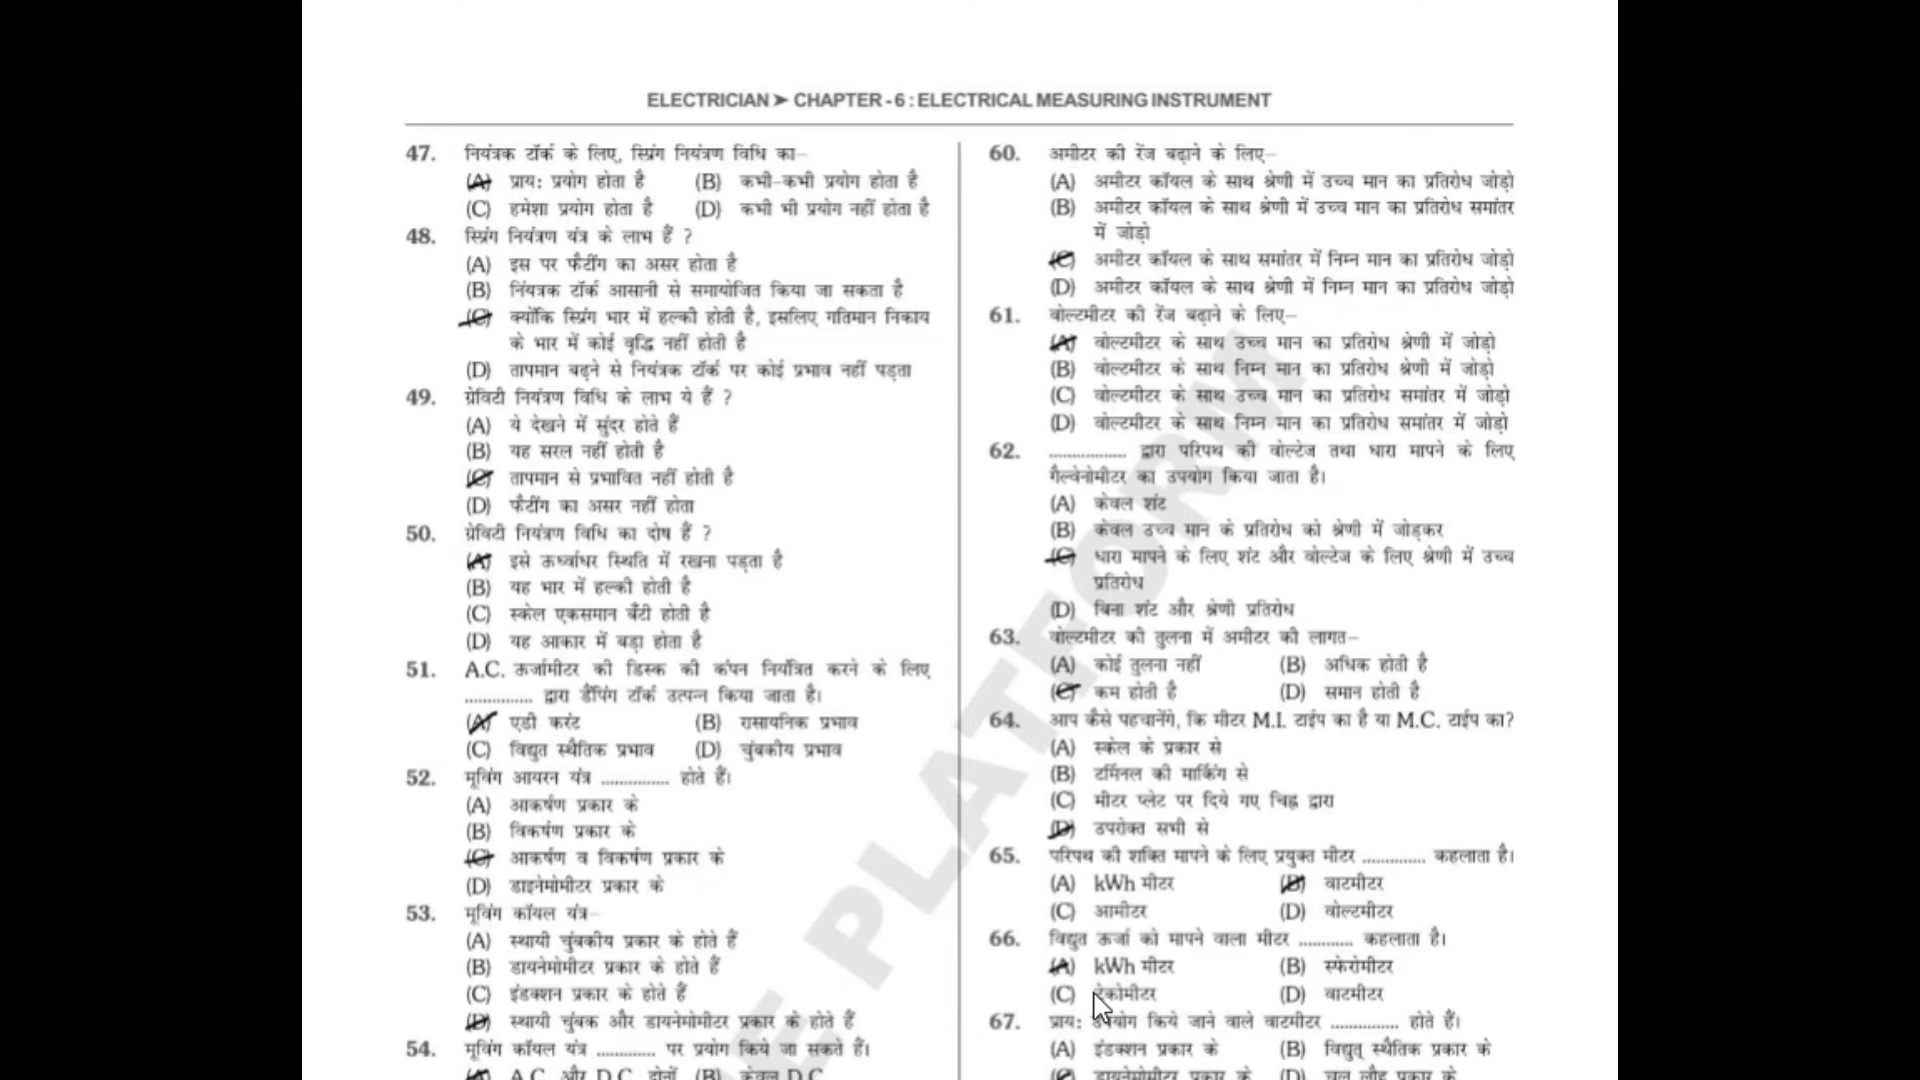 ELECTRICIAN ➤ CHAPTER - 6 : ELECTRICAL MEASURING INSTRUMENT
47. नियंत्रक टॉर्क के लिए, स्प्रिंग नियंत्रण विधि का–
(A) प्रायः प्रयोग होता है (B) कभी-कभी प्रयोग होता है
(C) हमेशा प्रयोग होता है (D) कभी भी प्रयोग नहीं होता है
48. स्प्रिंग नियंत्रण यंत्र के लाभ हैं ?
(A) इस पर फैटींग का असर होता है
(B) नियंत्रक टॉर्क आसानी से समायोजित किया जा सकता है
(C) क्योंकि स्प्रिंग भार में हल्की होती है, इसलिए गतिमान निकाय
के भार में कोई वृद्धि नहीं होती है
(D) तापमान बढ़ने से नियंत्रक टॉर्क पर कोई प्रभाव नहीं पड़ता
49. ग्रेविटी नियंत्रण विधि के लाभ ये हैं ?
(A) ये देखने में सुंदर होते हैं
(B) यह सरल नहीं होती है
(C) तापमान से प्रभावित नहीं होती है
(D) फैटींग का असर नहीं होता
50. ग्रेविटी नियंत्रण विधि का दोष हैं ?
(A) इसे ऊर्ध्वाधर स्थिति में रखना पड़ता है
(B) यह भार में हल्की होती है
(C) स्केल एकसमान बँटी होती है
(D) यह आकार में बड़ा होता है
51. A.C. ऊर्जामीटर की डिस्क की कंपन नियंत्रित करने के लिए
............... द्वारा डैंपिंग टॉर्क उत्पन्न किया जाता है।
(A) एडी करंट (B) रासायनिक प्रभाव
(C) विद्युत स्थैतिक प्रभाव (D) चुंबकीय प्रभाव
52. मूविंग आयरन यंत्र ............... होते हैं।
(A) आकर्षण प्रकार के
(B) विकर्षण प्रकार के
(C) आकर्षण व विकर्षण प्रकार के
(D) डाइनेमोमीटर प्रकार के
53. मूविंग कॉयल यंत्र–
(A) स्थायी चुंबकीय प्रकार के होते हैं
(B) डायनेमोमीटर प्रकार के होते हैं
(C) इंडक्शन प्रकार के होते हैं
(D) स्थायी चुंबक और डायनेमोमीटर प्रकार के होते हैं
54. मूविंग कॉयल यंत्र ............. पर प्रयोग किये जा सकते हैं।
(A) A.C. और D.C. दोनों (B) केवल D.C.
60. अमीटर की रेंज बढ़ाने के लिए–
(A) अमीटर कॉयल के साथ श्रेणी में उच्च मान का प्रतिरोध जोड़ो
(B) अमीटर कॉयल के साथ श्रेणी में उच्च मान का प्रतिरोध समांतर
में जोड़ो
(C) अमीटर कॉयल के साथ समांतर में निम्न मान का प्रतिरोध जोड़ो
(D) अमीटर कॉयल के साथ श्रेणी में निम्न मान का प्रतिरोध जोड़ो
61. वोल्टमीटर की रेंज बढ़ाने के लिए–
(A) वोल्टमीटर के साथ उच्च मान का प्रतिरोध श्रेणी में जोड़ो
(B) वोल्टमीटर के साथ निम्न मान का प्रतिरोध श्रेणी में जोड़ो
(C) वोल्टमीटर के साथ उच्च मान का प्रतिरोध समांतर में जोड़ो
(D) वोल्टमीटर के साथ निम्न मान का प्रतिरोध समांतर में जोड़ो
62. ................. द्वारा परिपथ की वोल्टेज तथा धारा मापने के लिए
गैल्वेनोमीटर का उपयोग किया जाता है।
(A) केवल शंट
(B) केवल उच्च मान के प्रतिरोध को श्रेणी में जोड़कर
(C) धारा मापने के लिए शंट और वोल्टेज के लिए श्रेणी में उच्च
प्रतिरोध
(D) बिना शंट और श्रेणी प्रतिरोध
63. वोल्टमीटर की तुलना में अमीटर की लागत–
(A) कोई तुलना नहीं (B) अधिक होती है
(C) कम होती है (D) समान होती है
64. आप कैसे पहचानेंगे, कि मीटर M.I. टाईप का है या M.C. टाईप का?
(A) स्केल के प्रकार से
(B) टर्मिनल की मार्किंग से
(C) मीटर प्लेट पर दिये गए चिह्न द्वारा
(D) उपरोक्त सभी से
65. परिपथ की शक्ति मापने के लिए प्रयुक्त मीटर .............. कहलाता है।
(A) kWh मीटर (B) वाटमीटर
(C) आमीटर (D) वोल्टमीटर
66. विद्युत ऊर्जा को मापने वाला मीटर ............ कहलाता है।
(A) kWh मीटर (B) स्फेरोमीटर
(C) टेकोमीटर (D) वाटमीटर
67. प्रायः उपयोग किये जाने वाले वाटमीटर ............... होते हैं।
(A) इंडक्शन प्रकार के (B) विद्युत् स्थैतिक प्रकार के
(C) डायनेमोमीटर प्रकार के (D) चल लौह प्रकार के
E PLATFORM